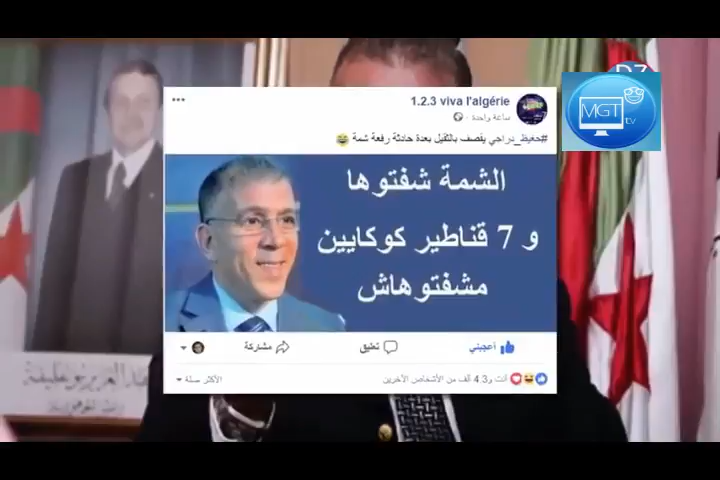 DZ
MGT
tv
1.2.3 viva l'algérie
ساعة واحدة
#حفيظ_دراجي يقصف بالثقيل بعدة حادثة رفعة شمة
الشمة شفتوها
و 7 قناطير كوكايين
مشفتوهاش
أعجبني
تعليق
مشاركة
أنت و4.3 ألف من الأشخاص الآخرين
الأكثر صلة